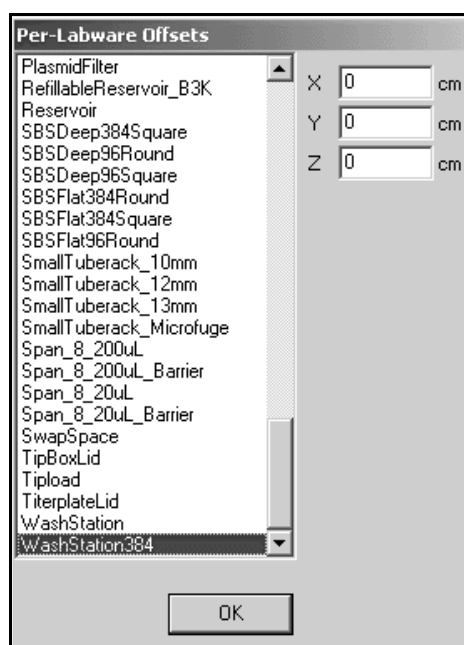 Per-Labware Offsets
PlasmidFilter
RefillableReservoir_B3K
Reservoir
SBSDeep384Square
SBSDeep96Round
SBSDeep96Square
SBSFlat384Round
SBSFlat384Square
SBSFlat96Round
SmallTuberack_10mm
SmallTuberack_12mm
SmallTuberack_13mm
SmallTuberack_Microfuge
Span_8_200uL
Span_8_200uL_Barrier
Span_8_20uL
Span_8_20uL_Barrier
SwapSpace
TipBoxLid
Tipload
TiterplateLid
WashStation
WashStation384
X 0 cm
Y 0 cm
Z 0 cm
OK